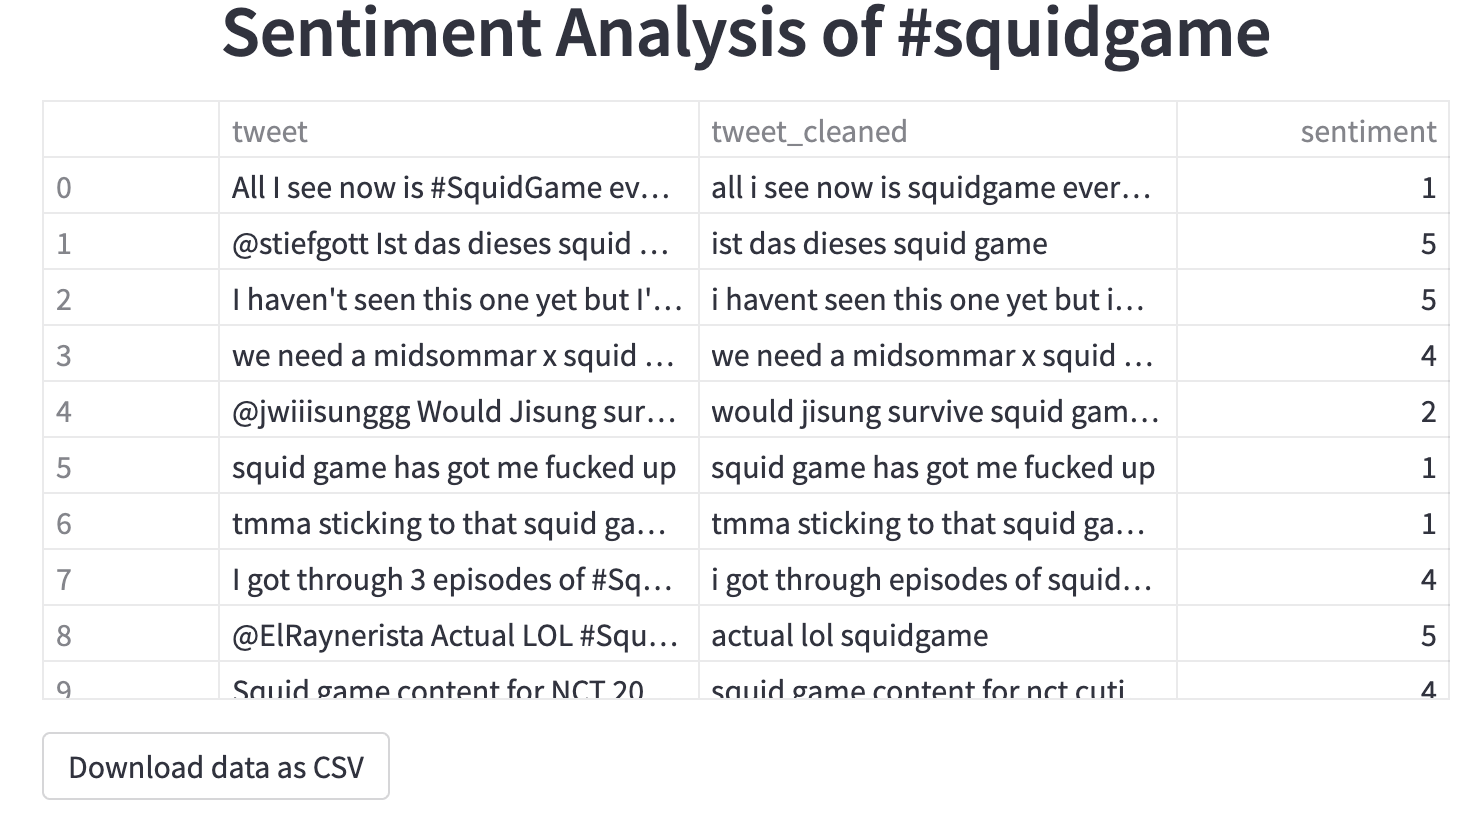 Sentiment Analysis of #squidgame
tweet tweet_cleaned sentiment
0 All I see now is #SquidGame ev… all i see now is squidgame ever… 1
1 @stiefgott Ist das dieses squid … ist das dieses squid game 5
2 I haven't seen this one yet but I'… i havent seen this one yet but i… 5
3 we need a midsommar x squid … we need a midsommar x squid … 4
4 @jwiiisunggg Would Jisung sur… would jisung survive squid gam… 2
5 squid game has got me fucked up squid game has got me fucked up 1
6 tmma sticking to that squid ga… tmma sticking to that squid ga… 1
7 I got through 3 episodes of #Sq… i got through episodes of squid… 4
8 @ElRaynerista Actual LOL #Squ… actual lol squidgame 5
9 Squid game content for NCT 20 squid game content for nct cuti 4
Download data as CSV